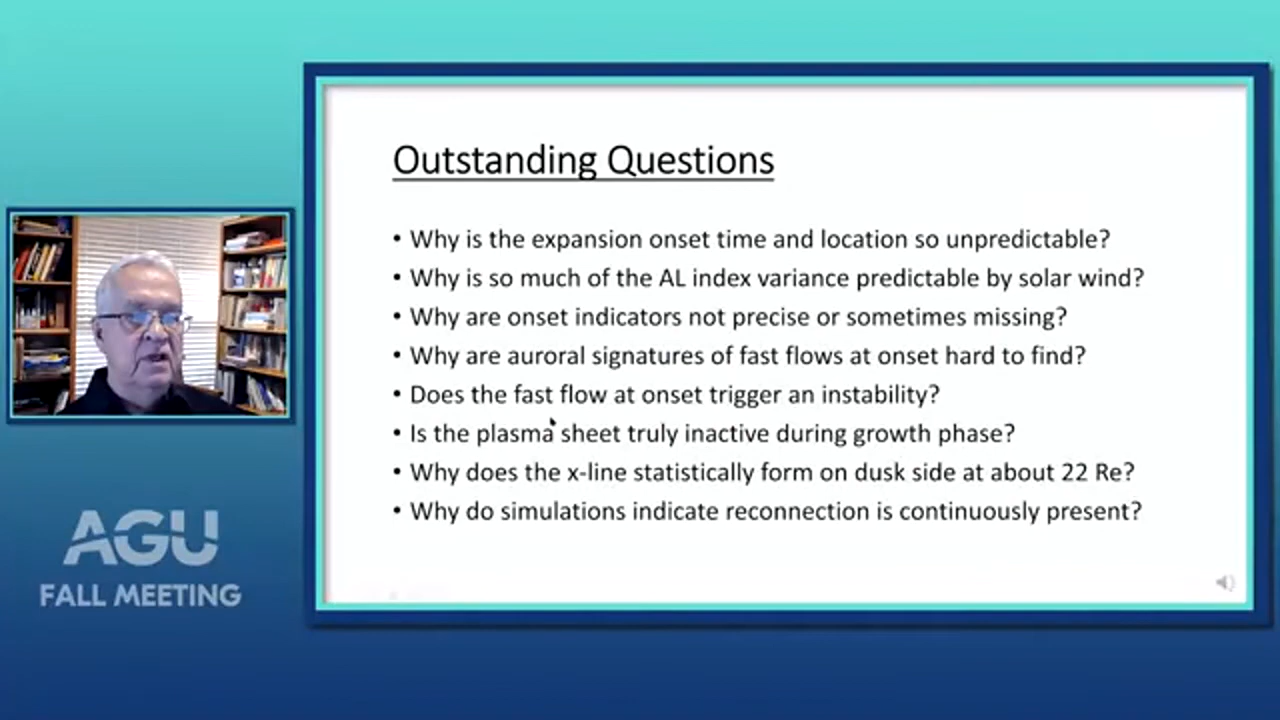 Outstanding Questions
• Why is the expansion onset time and location so unpredictable?
• Why is so much of the AL index variance predictable by solar wind?
• Why are onset indicators not precise or sometimes missing?
• Why are auroral signatures of fast flows at onset hard to find?
• Does the fast flow at onset trigger an instability?
• Is the plasma sheet truly inactive during growth phase?
• Why does the x-line statistically form on dusk side at about 22 Re?
• Why do simulations indicate reconnection is continuously present?
AGU
FALL MEETING